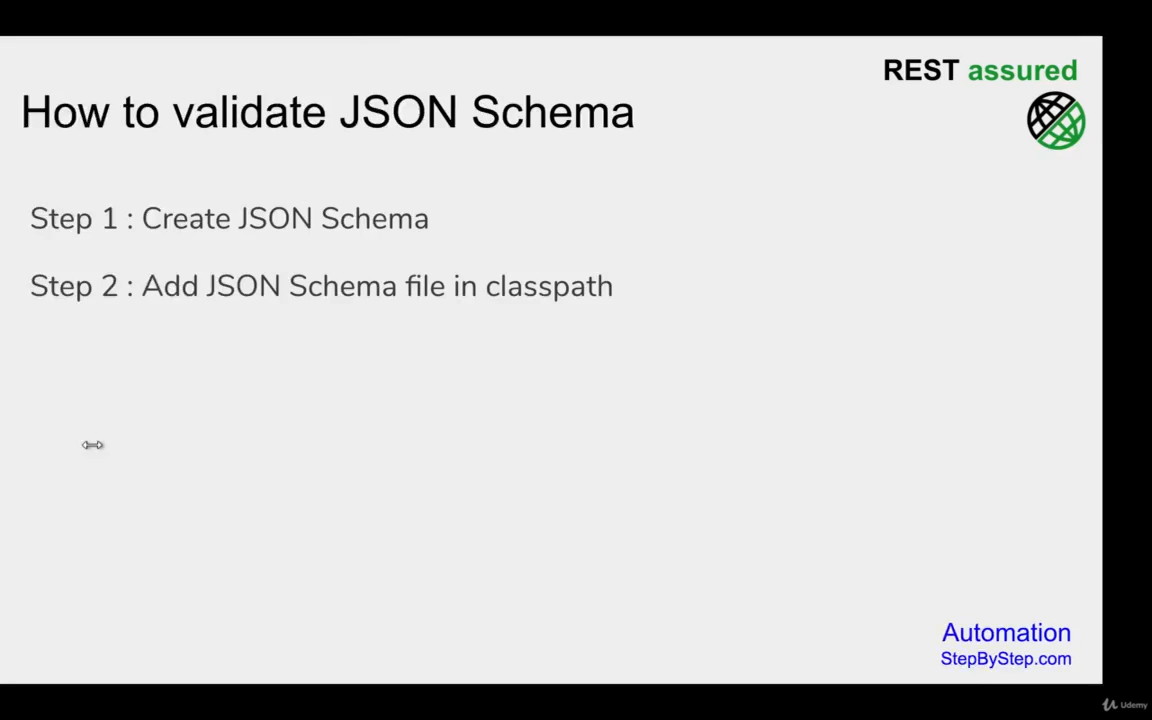 REST assured
How to validate JSON Schema
Step 1 : Create JSON Schema
Step 2 : Add JSON Schema file in classpath
Automation
StepByStep.com
Udemy